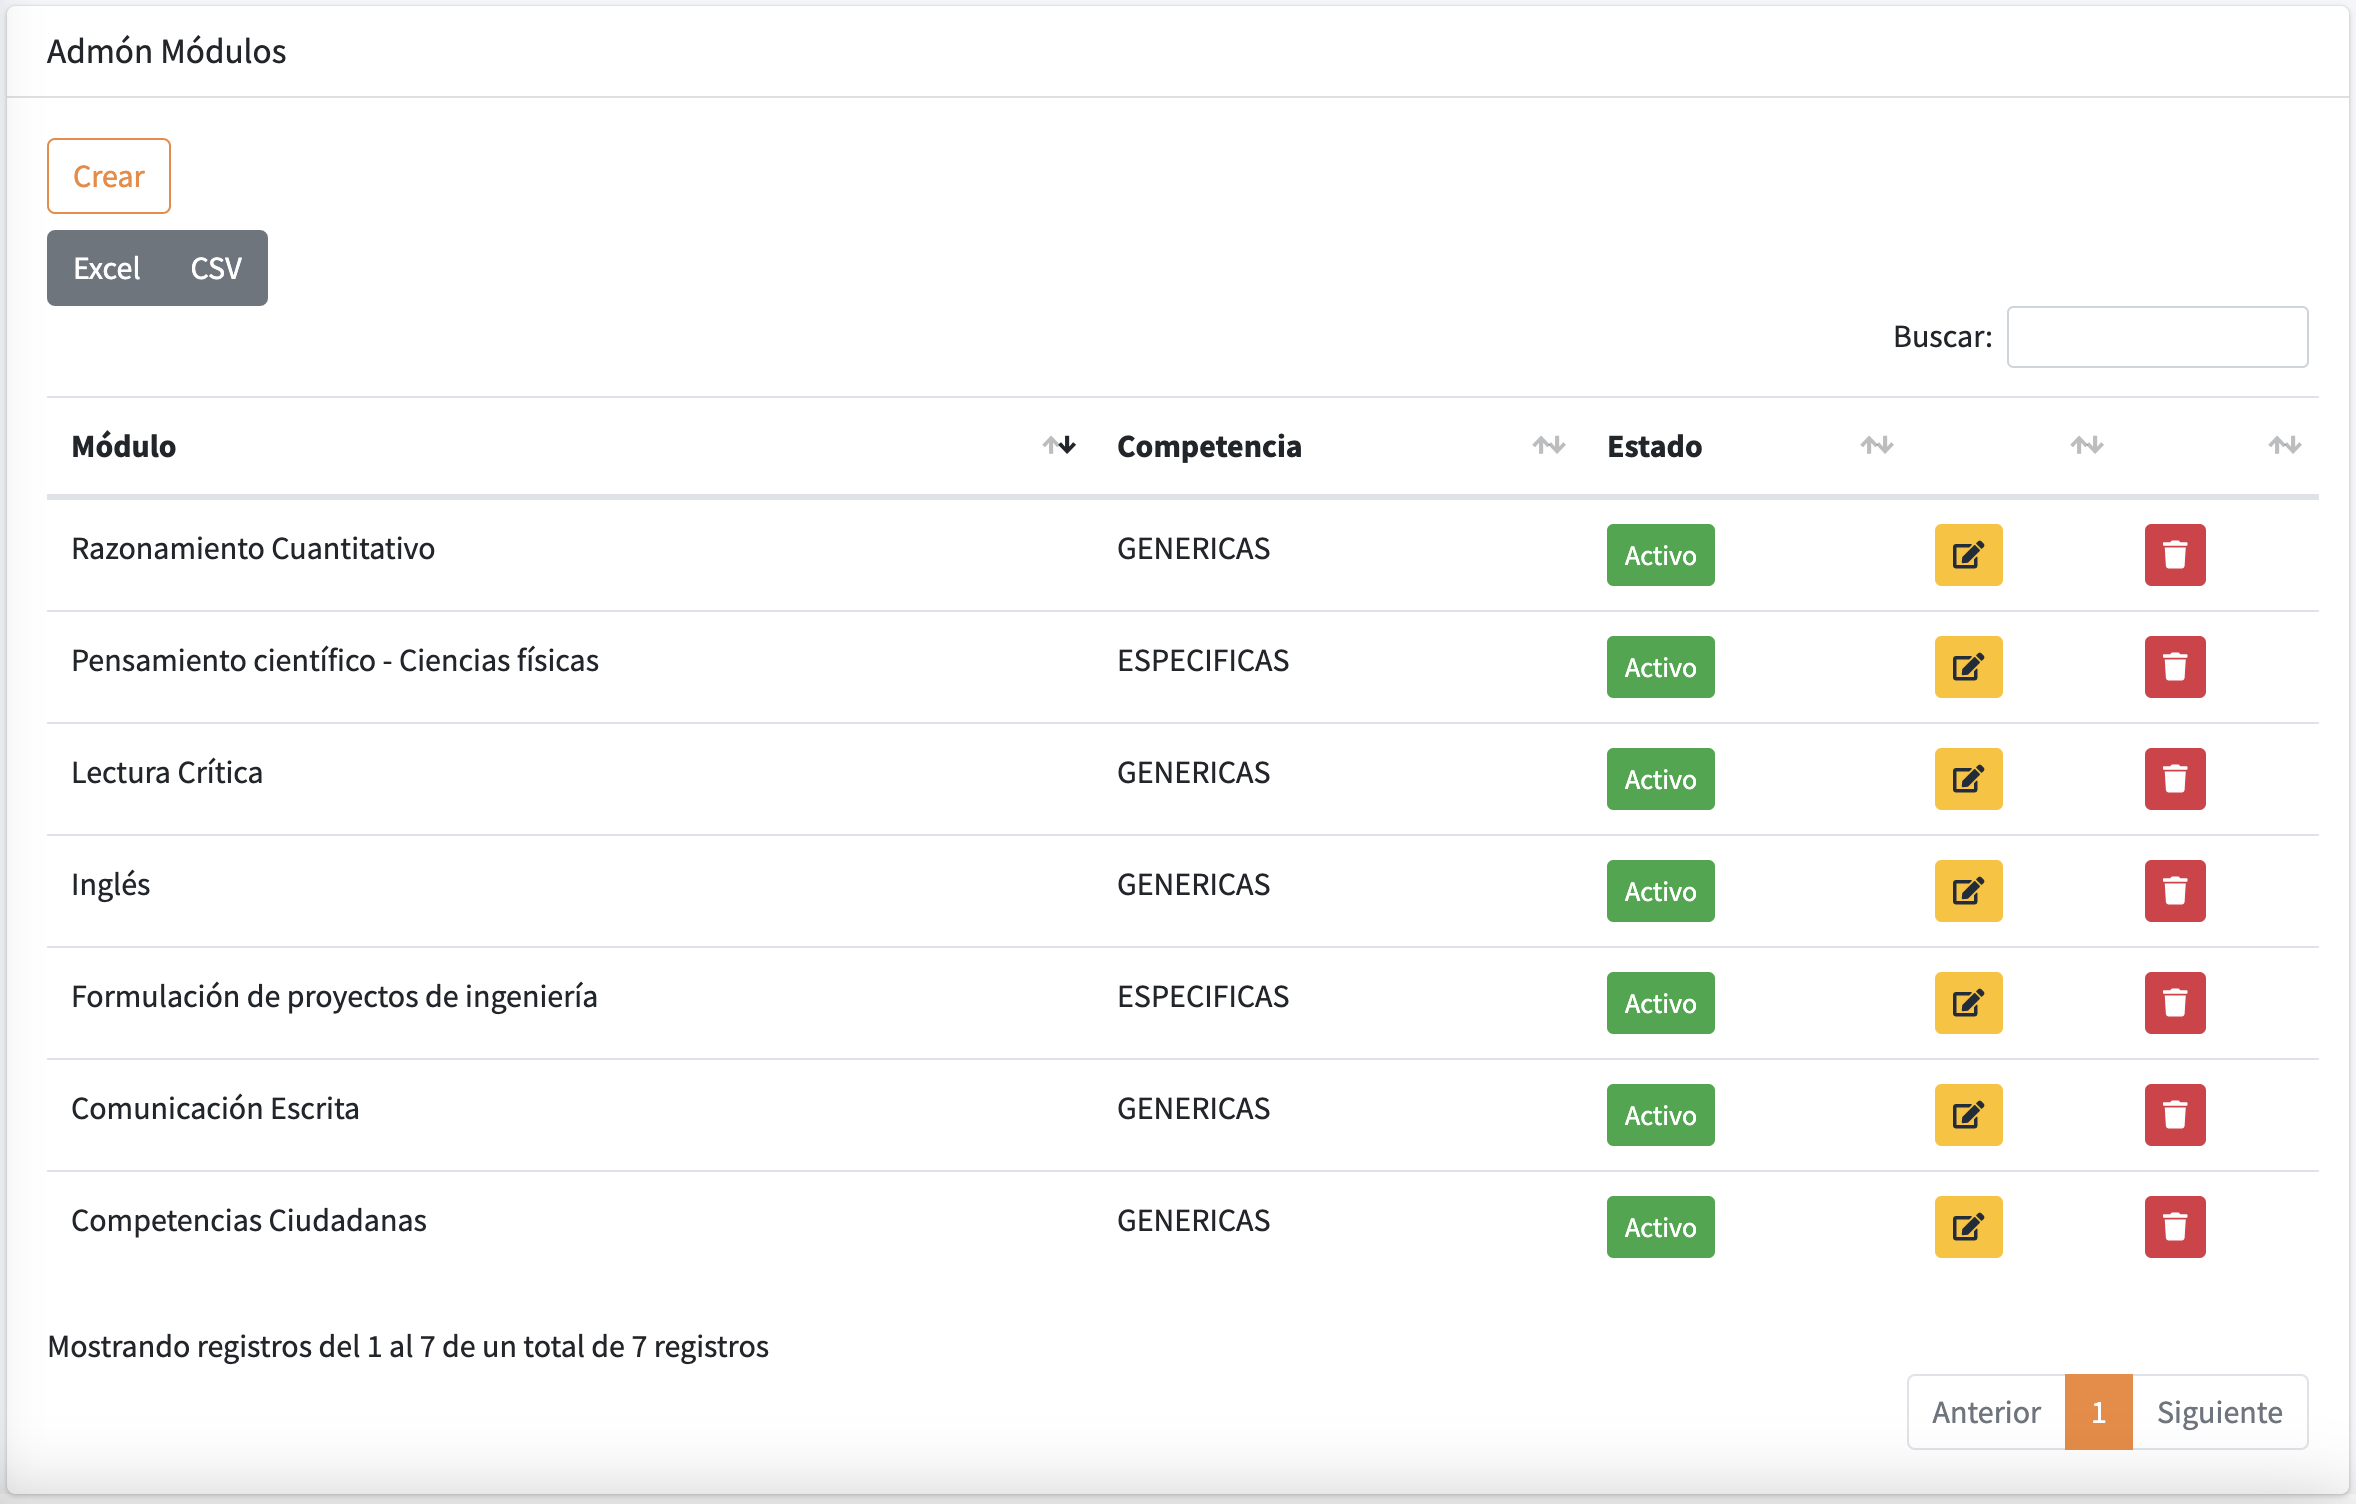 Admón Módulos
Crear
Excel CSV
Buscar:
Módulo Competencia Estado
Razonamiento Cuantitativo GENERICAS Activo
Pensamiento científico - Ciencias físicas ESPECIFICAS Activo
Lectura Crítica GENERICAS Activo
Inglés GENERICAS Activo
Formulación de proyectos de ingeniería ESPECIFICAS Activo
Comunicación Escrita GENERICAS Activo
Competencias Ciudadanas GENERICAS Activo
Mostrando registros del 1 al 7 de un total de 7 registros
Anterior 1 Siguiente